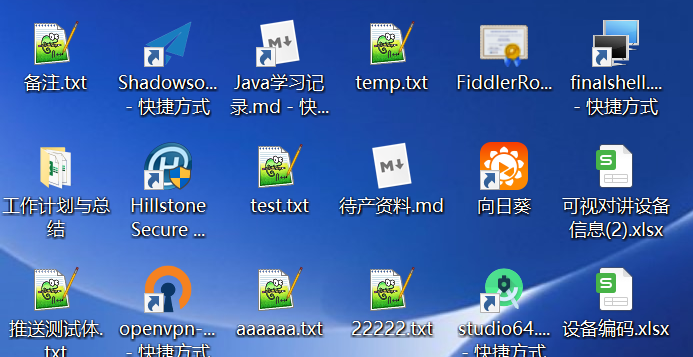 备注.txt
Shadowso...
- 快捷方式
Java学习记
录.md - 快...
temp.txt
FiddlerRo...
finalshell....
- 快捷方式
工作计划与总
结
Hillstone
Secure ...
test.txt
待产资料.md
向日葵
可视对讲设备
信息(2).xlsx
推送测试体.
txt
openvpn-...
- 快捷方式
aaaaaa.txt
22222.txt
studio64....
- 快捷方式
设备编码.xlsx